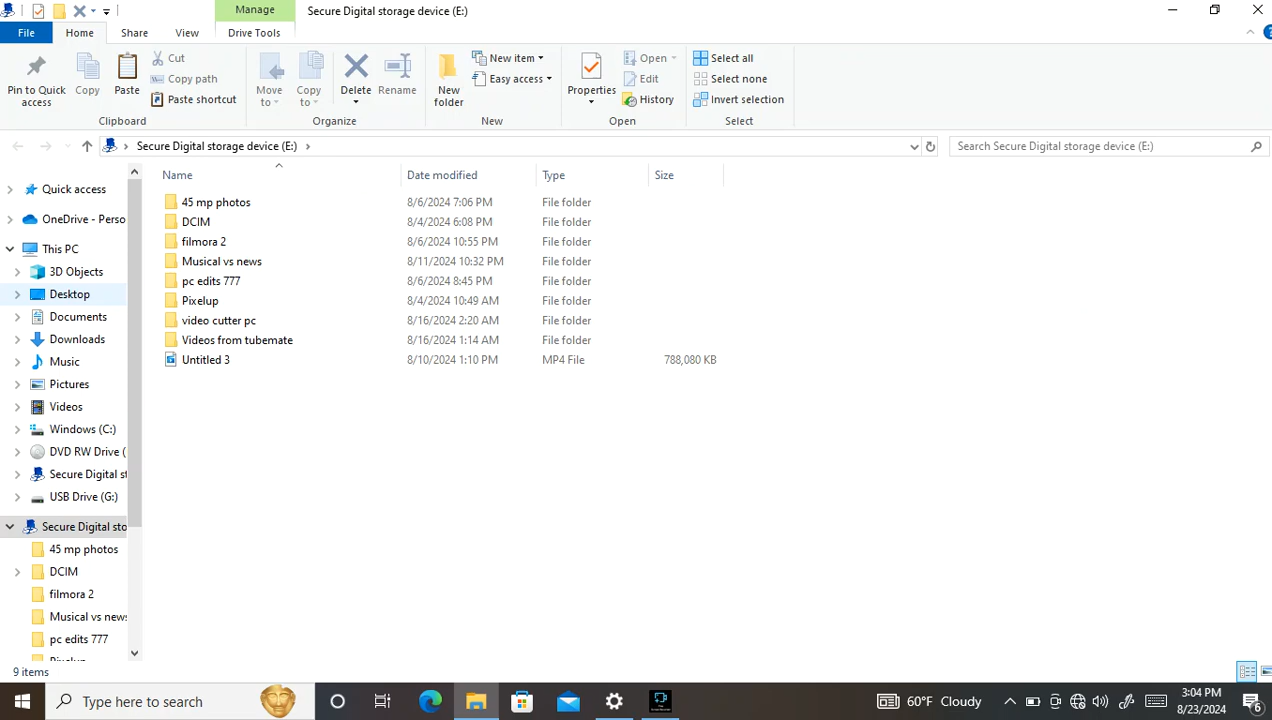 Manage
Secure Digital storage device (E:)
File
Home
Share
View
Drive Tools
Pin to Quick access
Copy
Paste
Cut
Copy path
Paste shortcut
Clipboard
Move to
Copy to
Delete
Rename
Organize
New folder
New item
Easy access
New
Properties
Open
Edit
History
Open
Select all
Select none
Invert selection
Select
Secure Digital storage device (E:)
Search Secure Digital storage device (E:)
Name
Date modified
Type
Size
45 mp photos 8/6/2024 7:06 PM File folder
DCIM 8/4/2024 6:08 PM File folder
filmora 2 8/6/2024 10:55 PM File folder
Musical vs news 8/11/2024 10:32 PM File folder
pc edits 777 8/6/2024 8:45 PM File folder
Pixelup 8/4/2024 10:49 AM File folder
video cutter pc 8/16/2024 2:20 AM File folder
Videos from tubemate 8/16/2024 1:14 AM File folder
Untitled 3 8/10/2024 1:10 PM MP4 File 788,080 KB
Quick access
OneDrive - Perso
This PC
3D Objects
Desktop
Documents
Downloads
Music
Pictures
Videos
Windows (C:)
DVD RW Drive (
Secure Digital st
USB Drive (G:)
Secure Digital sto
45 mp photos
DCIM
filmora 2
Musical vs news
pc edits 777
9 items
Type here to search
60°F Cloudy
3:04 PM
8/23/2024
6